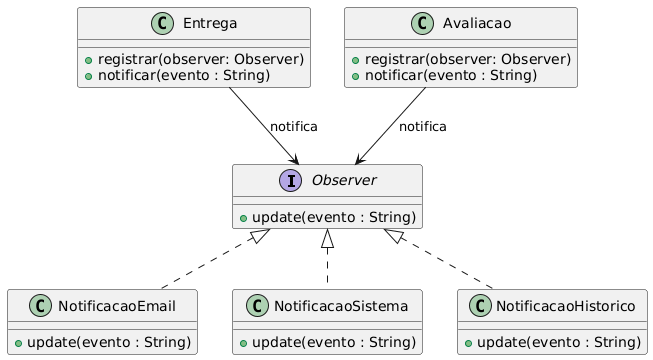 C Entrega
registrar(observer: Observer)
notificar(evento : String)
C Avaliacao
registrar(observer: Observer)
notificar(evento : String)
notifica
notifica
I Observer
update(evento : String)
C NotificacaoEmail
update(evento : String)
C NotificacaoSistema
update(evento : String)
C NotificacaoHistorico
update(evento : String)